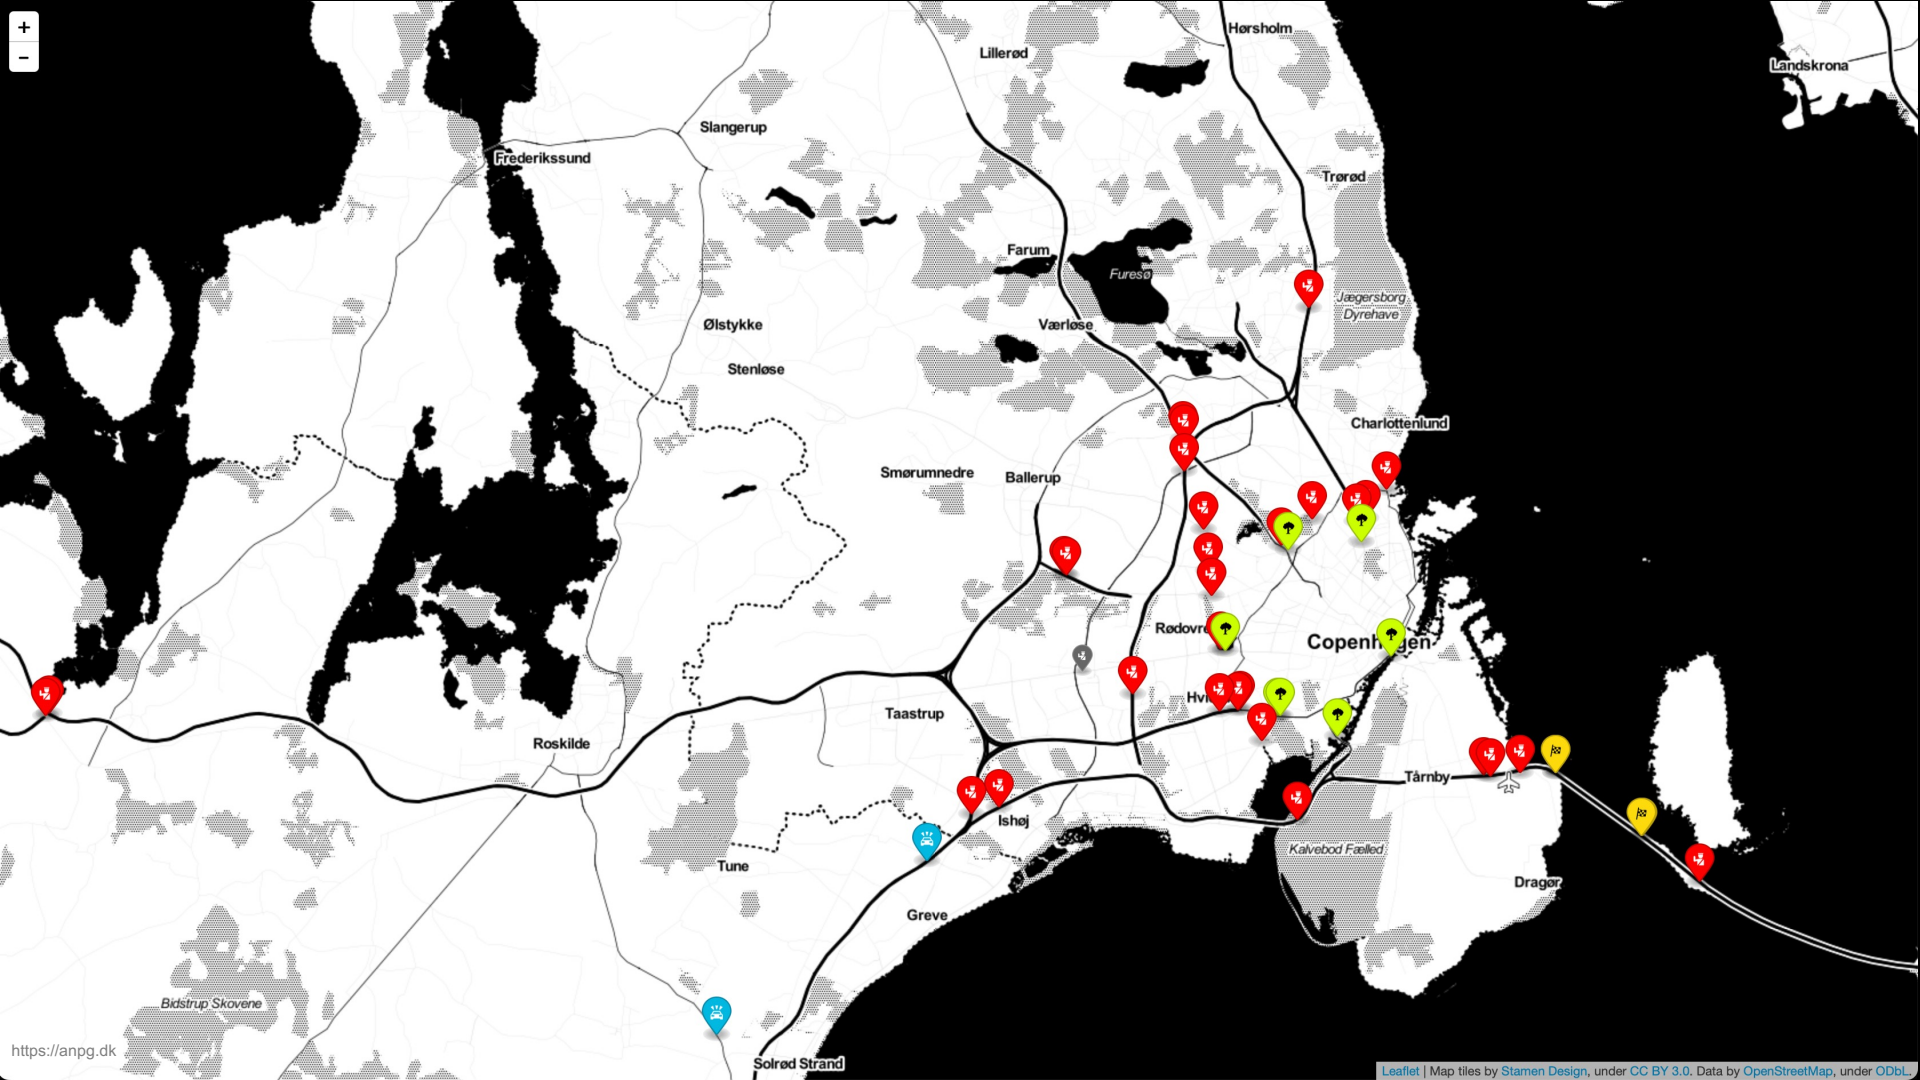 +
Hørsholm
Lillerød
Landskrona
−
Slangerup
Frederikssund
Trørød
Farum
Furesø
Jægersborg
Dyrehave
Ølstykke
Værløse
Stenløse
Charlottenlund
Smørumnedre
Ballerup
Rødovre
Copenhagen
Hvi
Taastrup
Roskilde
Tårnby
Ishøj
Kalvebod Fælled
Tune
Dragør
Greve
Bidstrup Skovene
https://anpg.dk
Solrød Strand
Leaflet | Map tiles by Stamen Design, under CC BY 3.0. Data by OpenStreetMap, under ODbL.